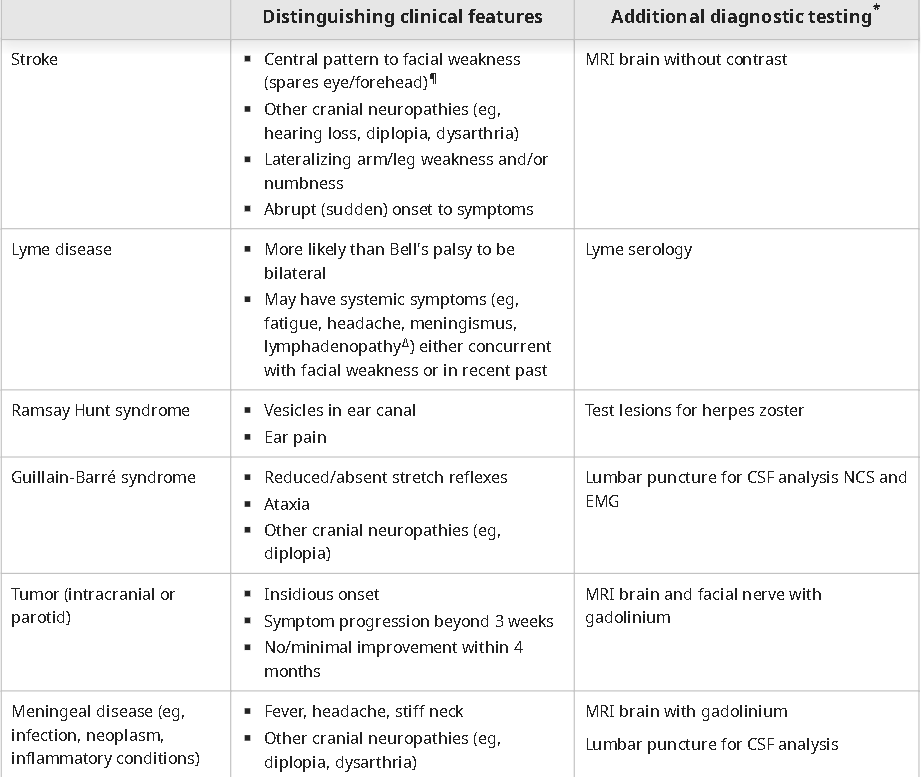 Distinguishing clinical features
Additional diagnostic testing*
Stroke
▪ Central pattern to facial weakness
(spares eye/forehead)¶
▪ Other cranial neuropathies (eg,
hearing loss, diplopia, dysarthria)
▪ Lateralizing arm/leg weakness and/or
numbness
▪ Abrupt (sudden) onset to symptoms
MRI brain without contrast
Lyme disease
▪ More likely than Bell's palsy to be
bilateral
▪ May have systemic symptoms (eg,
fatigue, headache, meningismus,
lymphadenopathyΔ) either concurrent
with facial weakness or in recent past
Lyme serology
Ramsay Hunt syndrome
▪ Vesicles in ear canal
▪ Ear pain
Test lesions for herpes zoster
Guillain-Barré syndrome
▪ Reduced/absent stretch reflexes
▪ Ataxia
▪ Other cranial neuropathies (eg,
diplopia)
Lumbar puncture for CSF analysis NCS and
EMG
Tumor (intracranial or
parotid)
▪ Insidious onset
▪ Symptom progression beyond 3 weeks
▪ No/minimal improvement within 4
months
MRI brain and facial nerve with
gadolinium
Meningeal disease (eg,
infection, neoplasm,
inflammatory conditions)
▪ Fever, headache, stiff neck
▪ Other cranial neuropathies (eg,
diplopia, dysarthria)
MRI brain with gadolinium
Lumbar puncture for CSF analysis